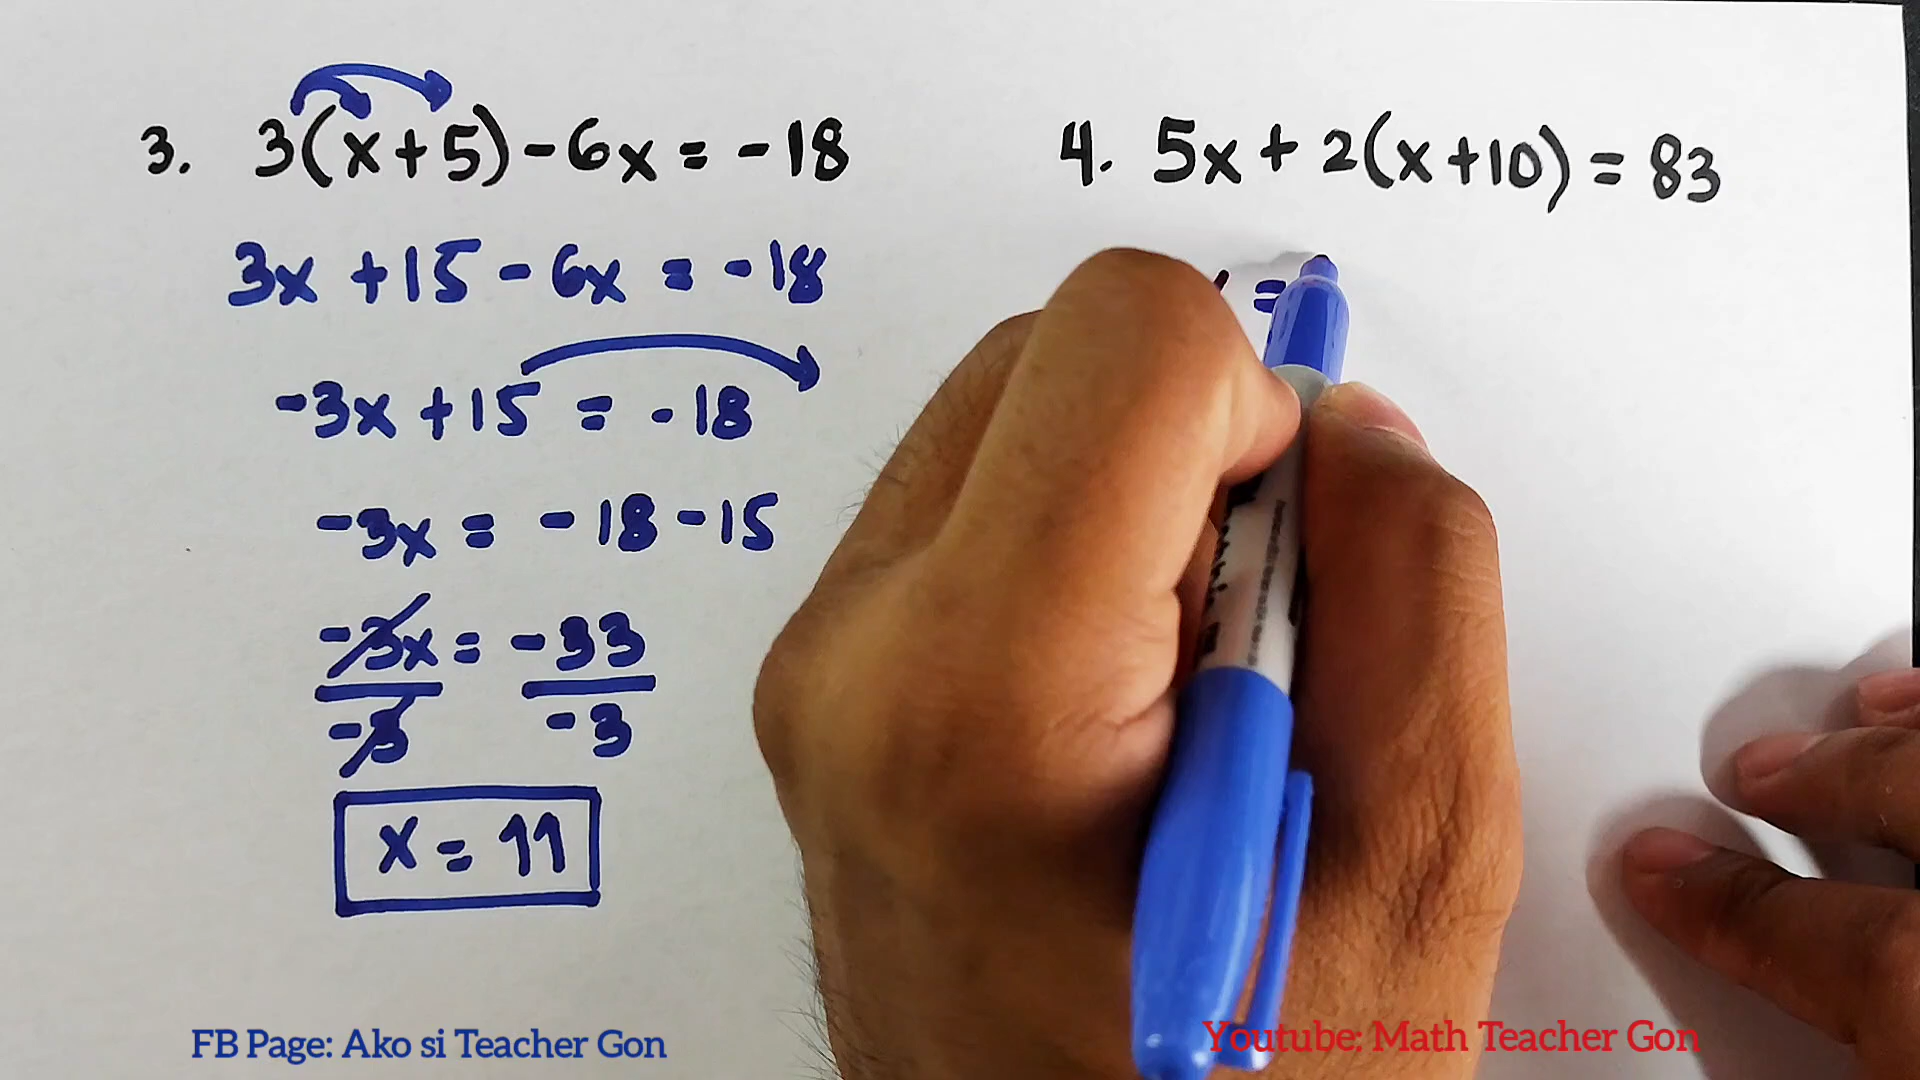 3. 3(x+5)-6x = -18
3x +15 - 6x = -18
-3x +15 = -18
-3x = -18 -15
-3x = -33
-3 -3
x = 11
4. 5x + 2(x+10) = 83
=
FB Page: Ako si Teacher Gon
Youtube: Math Teacher Gon